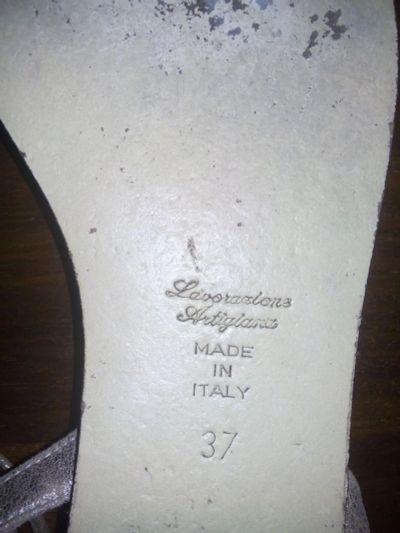 Lavorazione
Artigiana
MADE
IN
ITALY
37